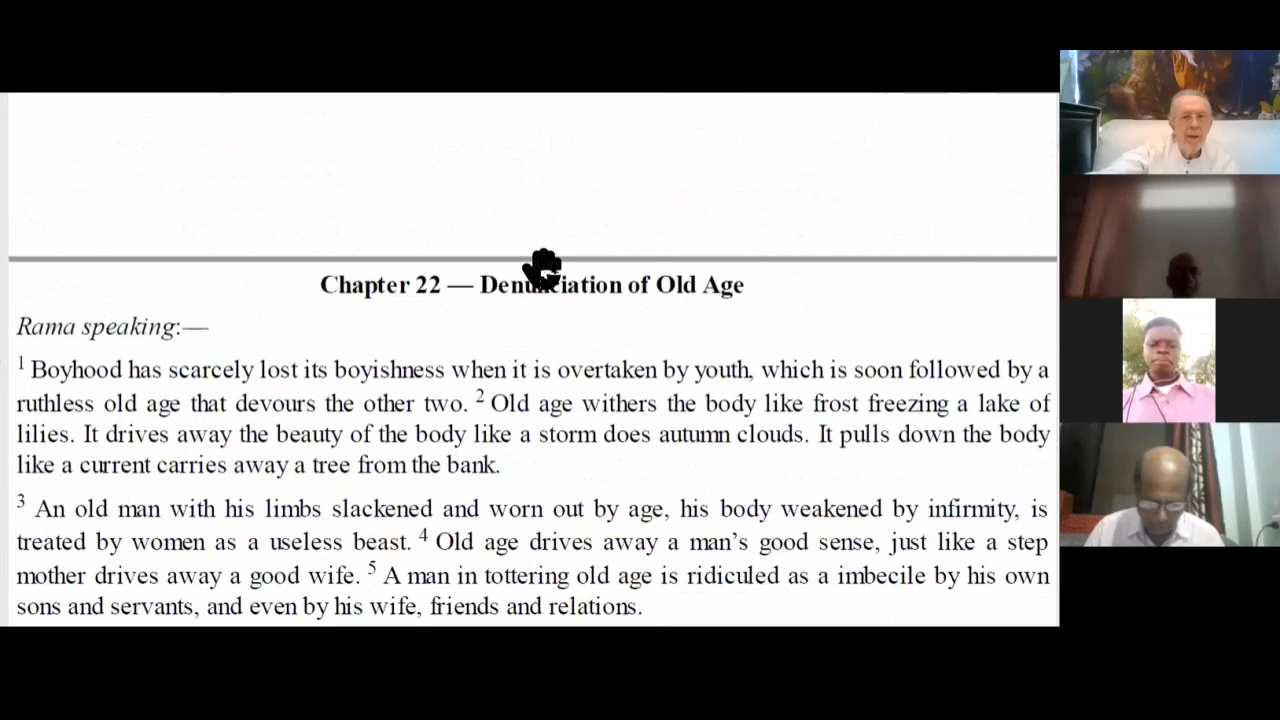 Chapter 22 — Denunciation of Old Age
Rama speaking:—
1 Boyhood has scarcely lost its boyishness when it is overtaken by youth, which is soon followed by a
ruthless old age that devours the other two. 2 Old age withers the body like frost freezing a lake of
lilies. It drives away the beauty of the body like a storm does autumn clouds. It pulls down the body
like a current carries away a tree from the bank.
3 An old man with his limbs slackened and worn out by age, his body weakened by infirmity, is
treated by women as a useless beast. 4 Old age drives away a man’s good sense, just like a step
mother drives away a good wife. 5 A man in tottering old age is ridiculed as a imbecile by his own
sons and servants, and even by his wife, friends and relations.